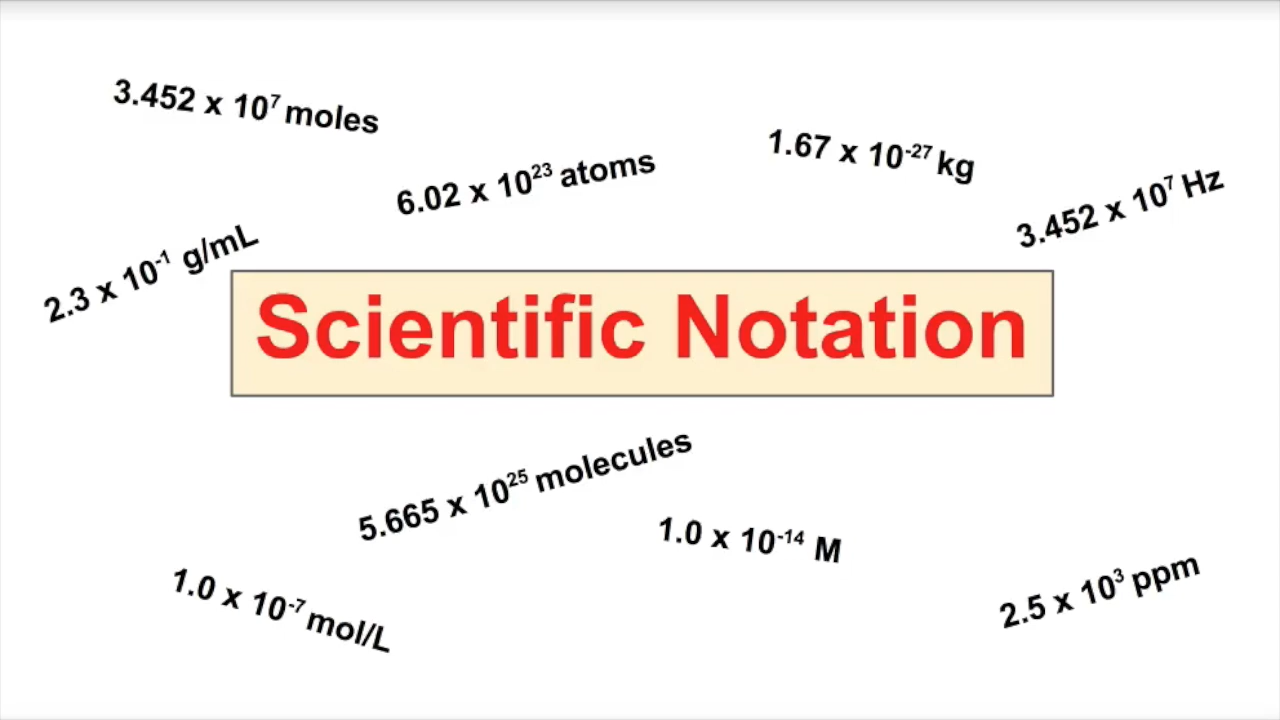 3.452 x 10⁷ moles
6.02 x 10²³ atoms
1.67 x 10⁻²⁷ kg
3.452 x 10⁷ Hz
2.3 x 10⁻¹ g/mL
Scientific Notation
5.665 x 10²⁵ molecules
1.0 x 10⁻¹⁴ M
1.0 x 10⁻⁷ mol/L
2.5 x 10³ ppm